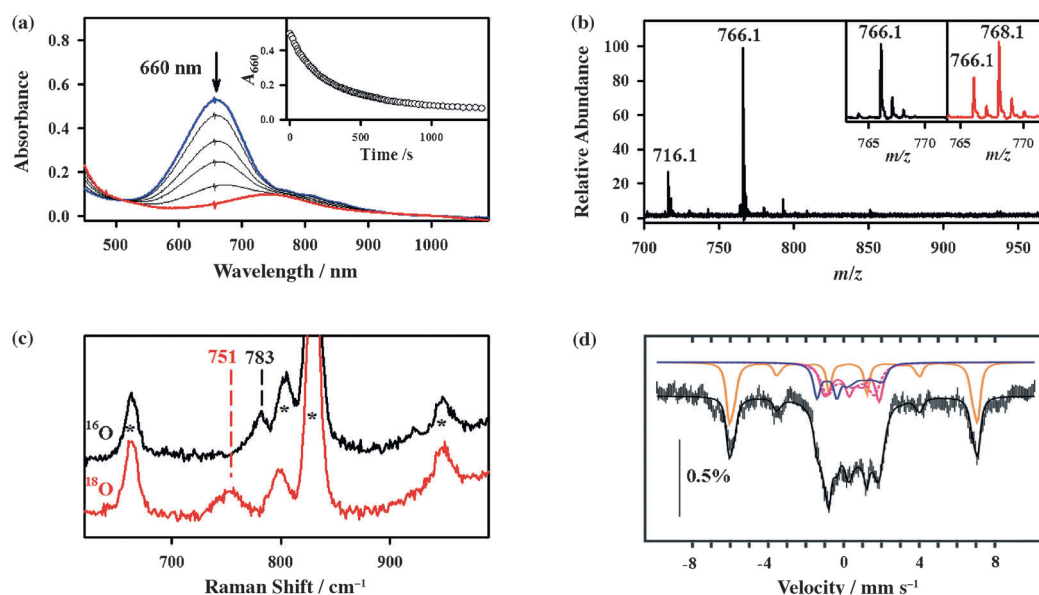 (a)
0.8
0.6
0.4
0.2
0.0
Absorbance
660 nm
A660
0.4
0.2
0.0
0 500 1000
Time /s
500 600 700 800 900 1000
Wavelength / nm
(b)
100
80
60
40
20
0
Relative Abundance
716.1
766.1
766.1
768.1
766.1
765 770
m/z
765 770
m/z
700 750 800 850 900 950
m/z
(c)
751 783
16O
18O
* * * *
700 800 900
Raman Shift / cm−1
(d)
0.5%
-8 -4 0 4 8
Velocity / mm s−1